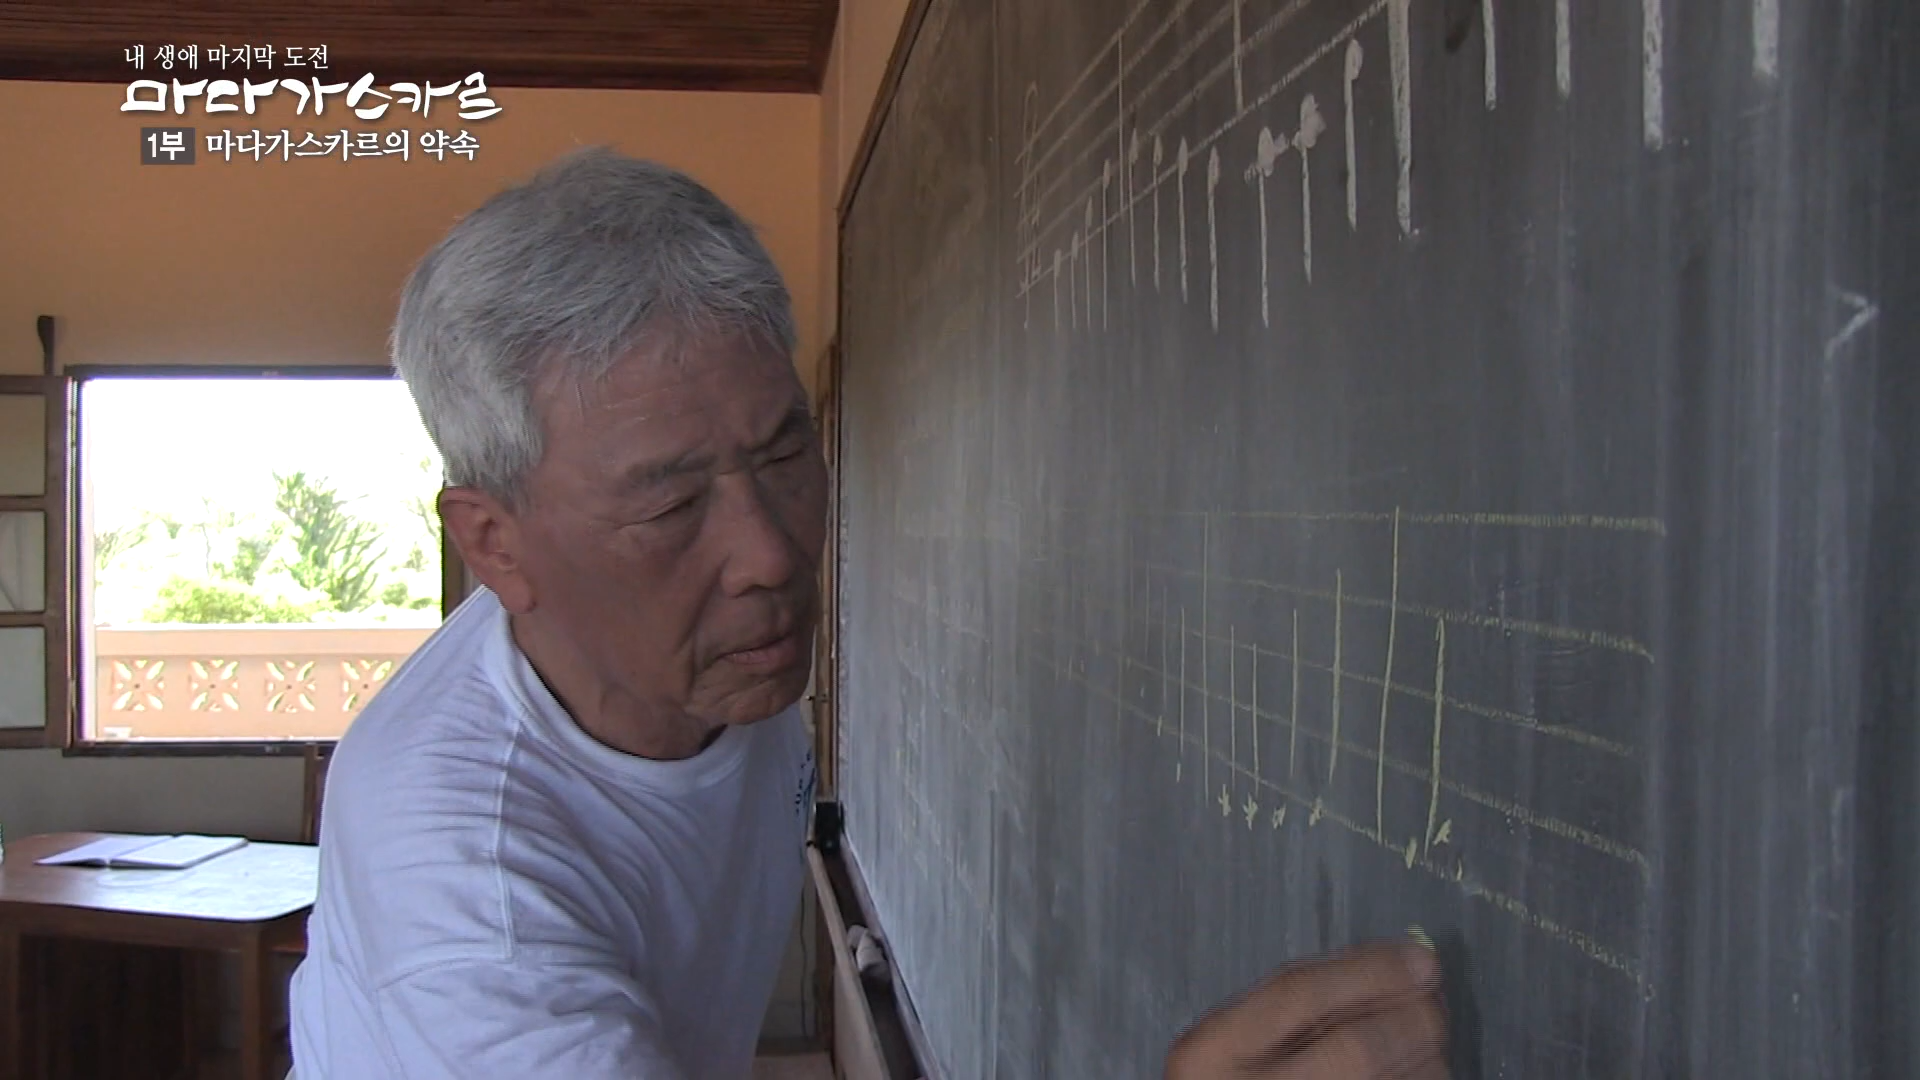 내 생애 마지막 도전
마다가스카르
1부 마다가스카르의 약속